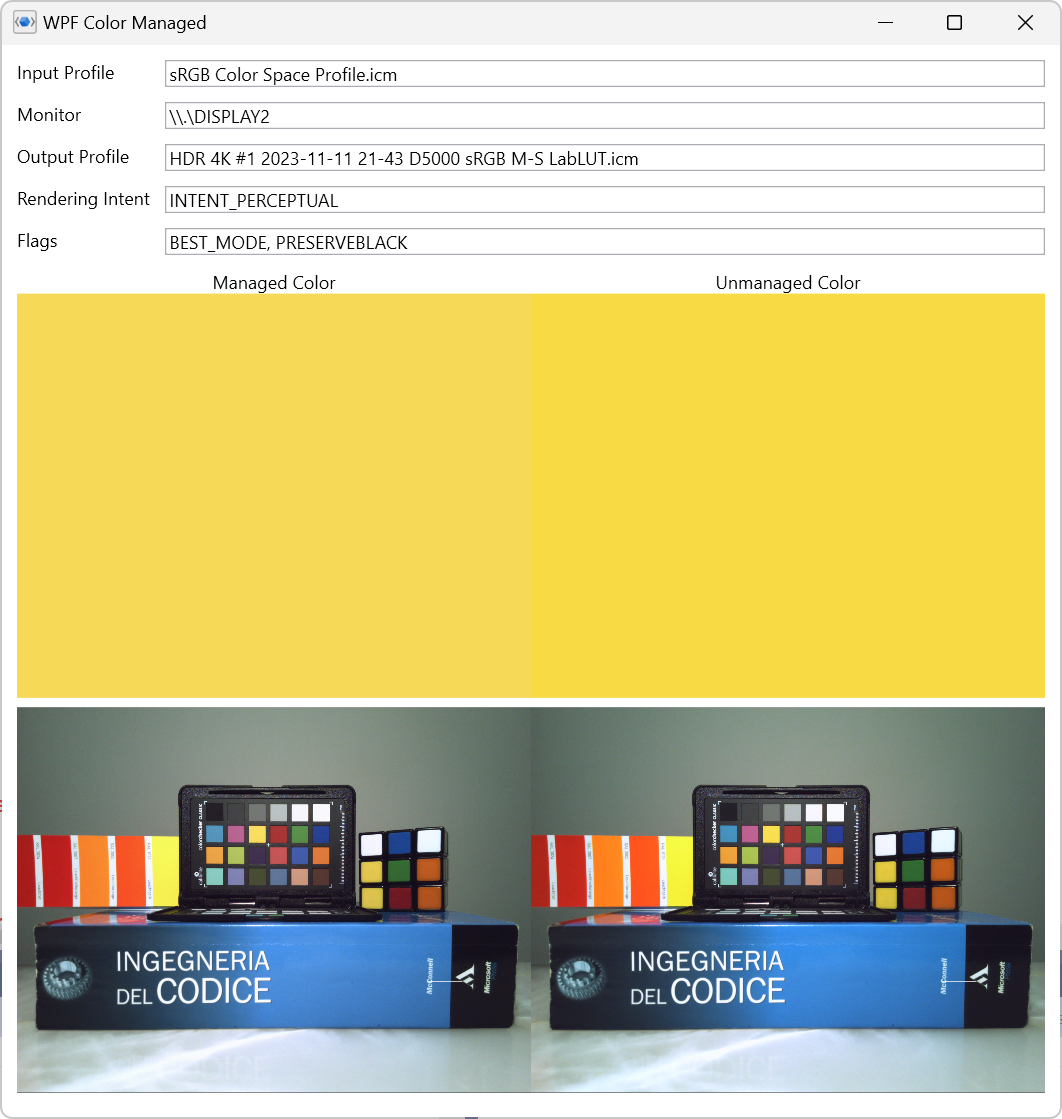 WPF Color Managed
Input Profile sRGB Color Space Profile.icm
Monitor \\.\DISPLAY2
Output Profile HDR 4K #1 2023-11-11 21-43 D5000 sRGB M-S LabLUT.icm
Rendering Intent INTENT_PERCEPTUAL
Flags BEST_MODE, PRESERVEBLACK
Managed Color Unmanaged Color
INGEGNERIA
DEL CODICE
McConnell
Microsoft
INGEGNERIA
DEL CODICE
McConnell
Microsoft